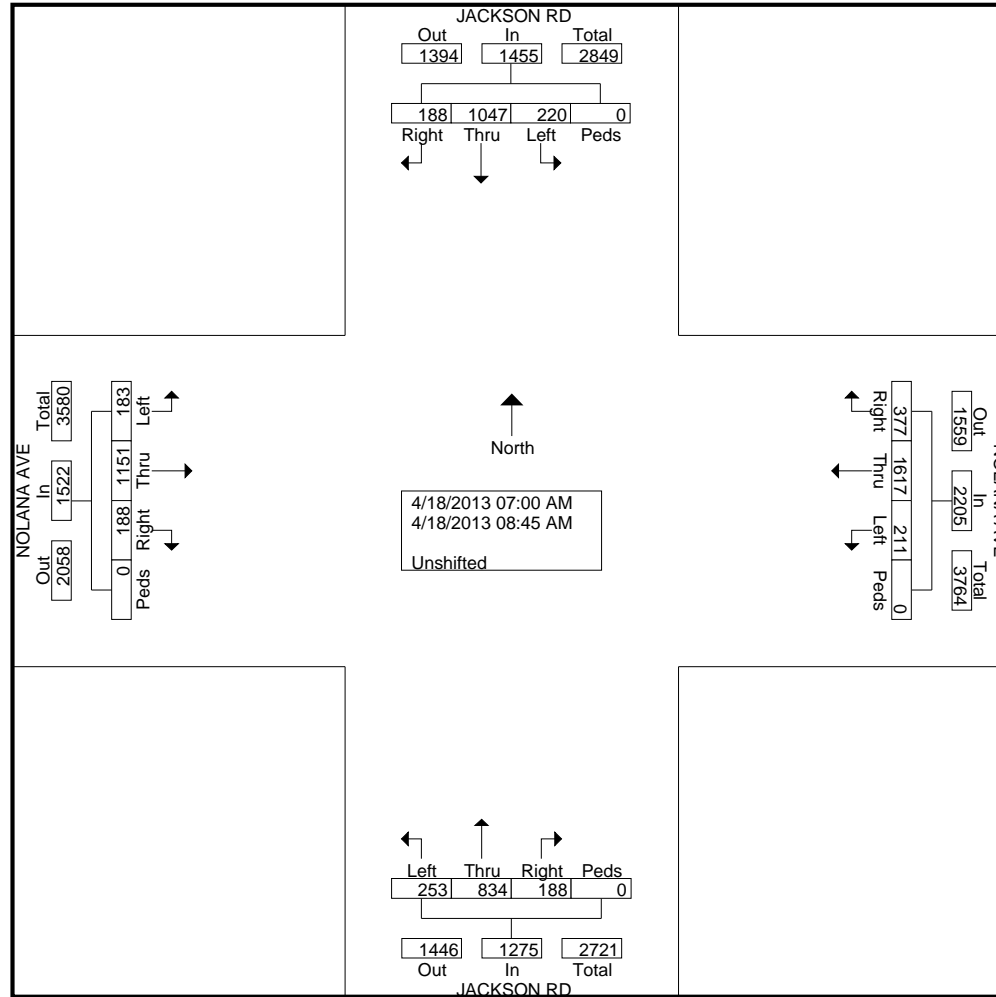 JACKSON RD
Out In Total
1394 1455 2849
188 1047 220 0
Right Thru Left Peds
NOLANA AVE
Total In Out
3580 1522 2058
183 1151 188 0
Left Thru Right Peds
North
4/18/2013 07:00 AM
4/18/2013 08:45 AM
Unshifted
Right Thru Left Peds
377 1617 211 0
Out In Total
1559 2205 3764
Left Thru Right Peds
253 834 188 0
1446 1275 2721
Out In Total
JACKSON RD